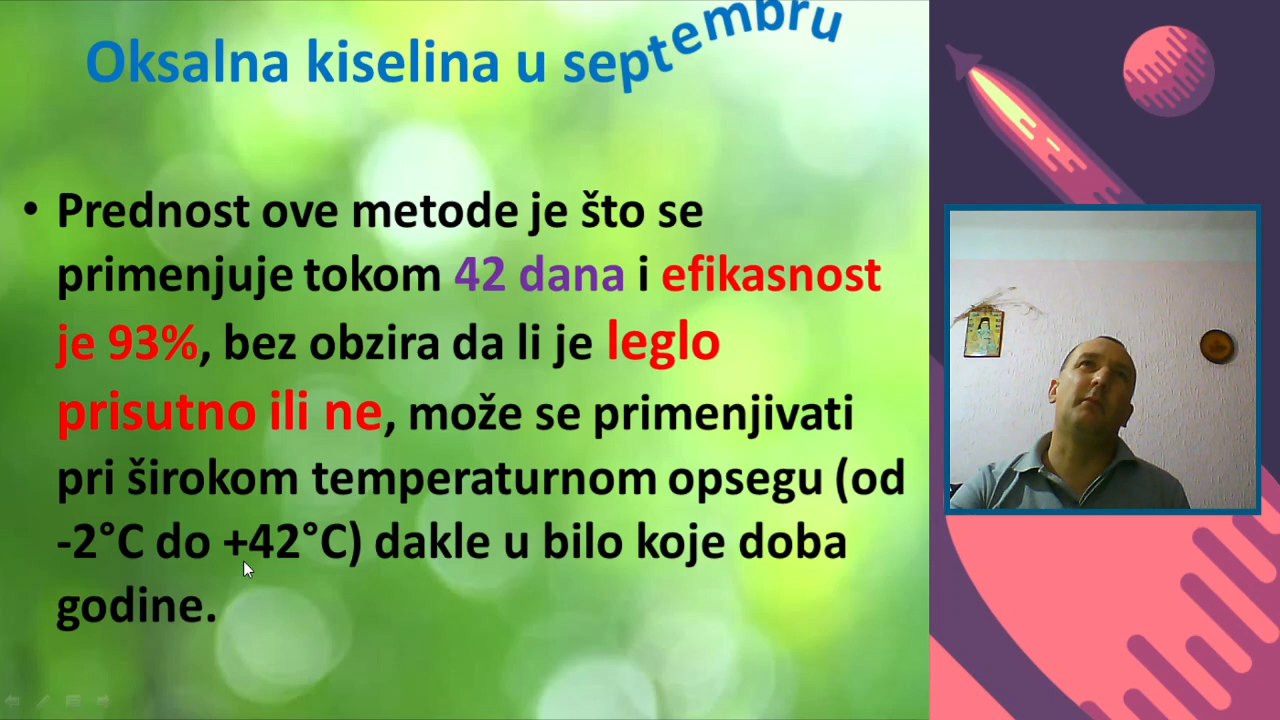 Oksalna kiselina u septembru
• Prednost ove metode je što se
primenjuje tokom 42 dana i efikasnost
je 93%, bez obzira da li je leglo
prisutno ili ne, može se primenjivati
pri širokom temperaturnom opsegu (od
-2°C do +42°C) dakle u bilo koje doba
godine.